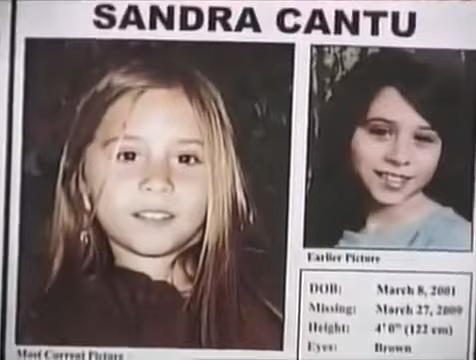 SANDRA CANTU
Earlier Picture
DOB: March 8, 2001
Missing: March 27, 2009
Height: 4'0" (122 cm)
Eyes: Brown
Most Current Picture